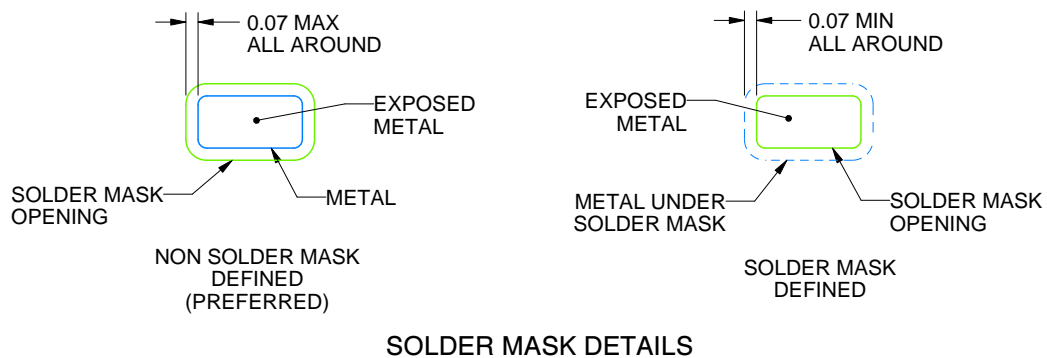 0.07 MAX
ALL AROUND
EXPOSED
METAL
METAL
SOLDER MASK
OPENING
NON SOLDER MASK
DEFINED
(PREFERRED)
0.07 MIN
ALL AROUND
EXPOSED
METAL
METAL UNDER
SOLDER MASK
SOLDER MASK
OPENING
SOLDER MASK
DEFINED
SOLDER MASK DETAILS